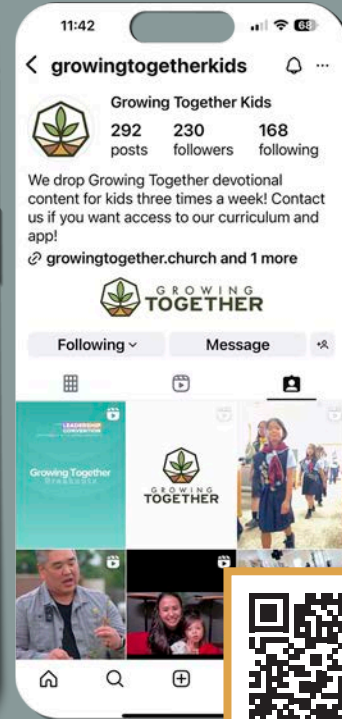 11:42
68
growingtogetherkids
Growing Together Kids
292 230 168
posts followers following
We drop Growing Together devotional
content for kids three times a week! Contact
us if you want access to our curriculum and
app!
growingtogether.church and 1 more
GROWING
TOGETHER
Following
Message
LEADERSHIP
CONVENTION
Growing Together
Breakouts
GROWING
TOGETHER